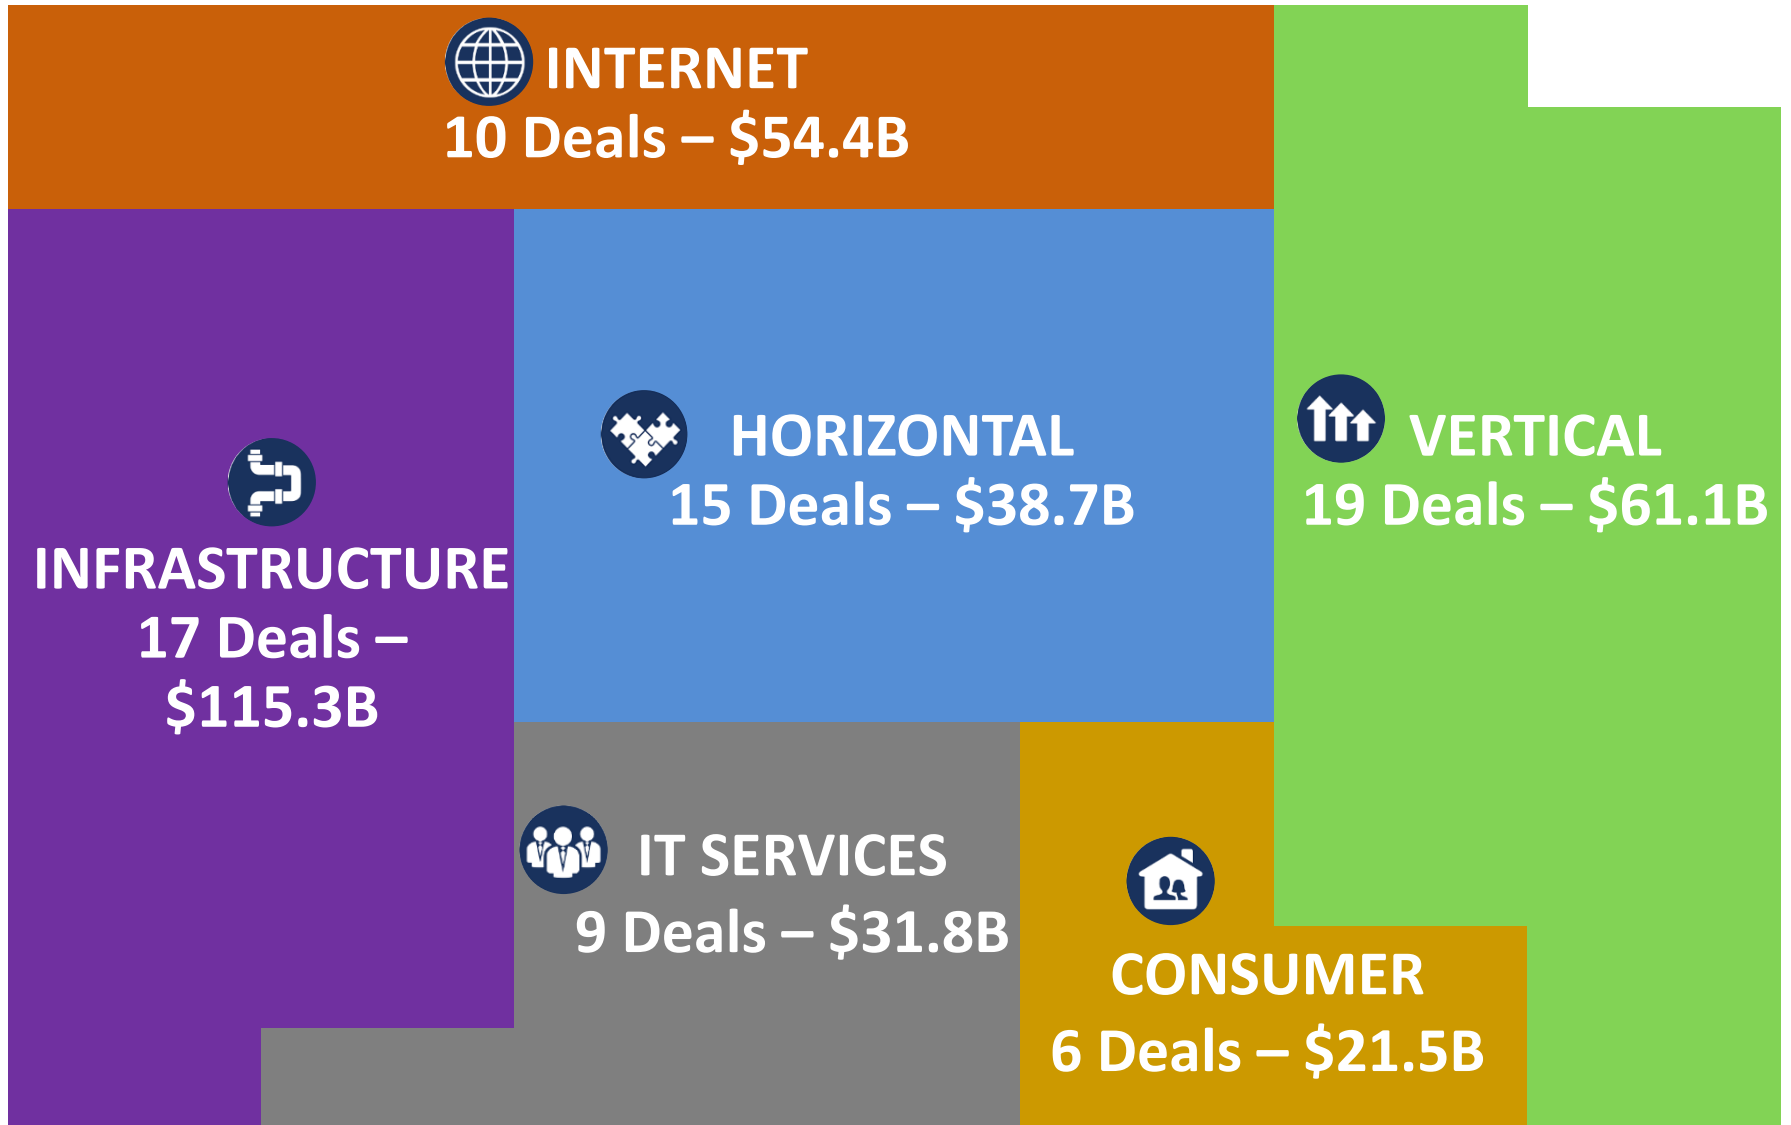 INTERNET
10 Deals – $54.4B
HORIZONTAL
15 Deals – $38.7B
VERTICAL
19 Deals – $61.1B
INFRASTRUCTURE
17 Deals –
$115.3B
IT SERVICES
9 Deals – $31.8B
CONSUMER
6 Deals – $21.5B